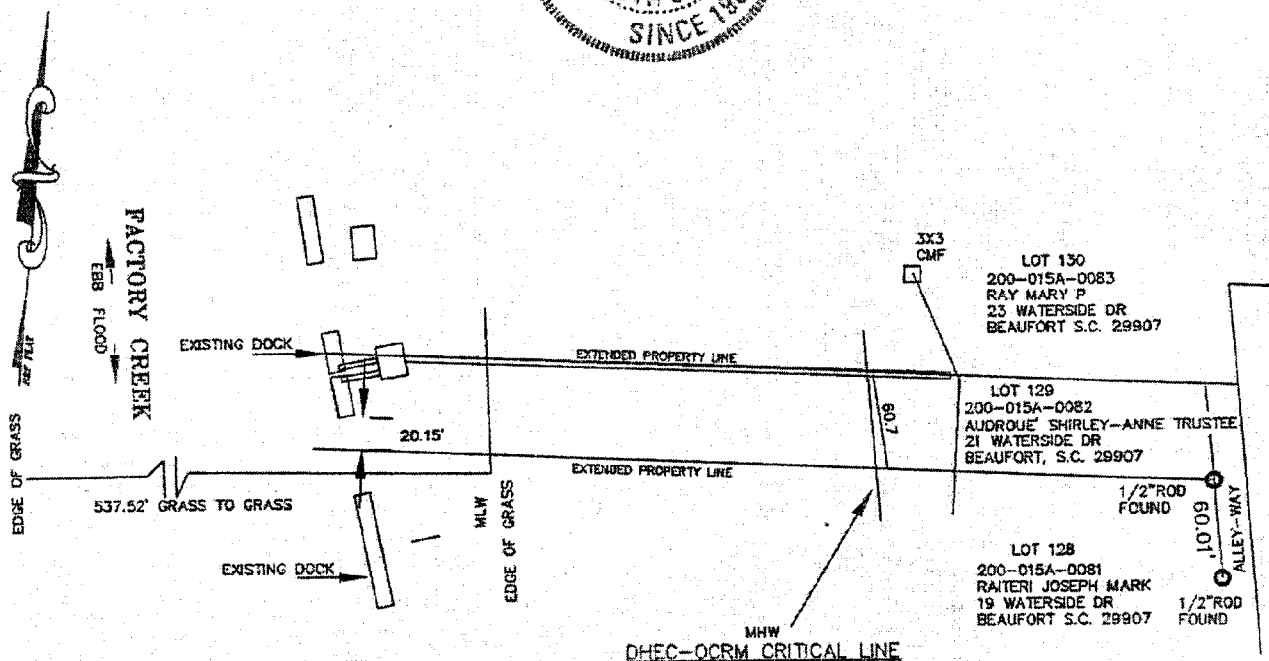 SINCE
FACTORY CREEK
EBB FLOOD
EXISTING DOCK
EXTENDED PROPERTY LINE
3X3
CMF
LOT 130
200-015A-0083
RAY MARY P
23 WATERSIDE DR
BEAUFORT S.C. 29907
LOT 129
200-015A-0082
AUDROUE' SHIRLEY-ANNE TRUSTEE
21 WATERSIDE DR
BEAUFORT, S.C. 29907
60.7
20.15'
EXTENDED PROPERTY LINE
EDGE OF GRASS
537.52' GRASS TO GRASS
MLW
EDGE OF GRASS
1/2"ROD
FOUND
60.01'
ALLEY-WAY
EXISTING DOCK
LOT 128
200-015A-0081
RAITERI JOSEPH MARK
19 WATERSIDE DR
BEAUFORT S.C. 29907
1/2"ROD
FOUND
MHW
DHEC-OCRM CRITICAL LINE